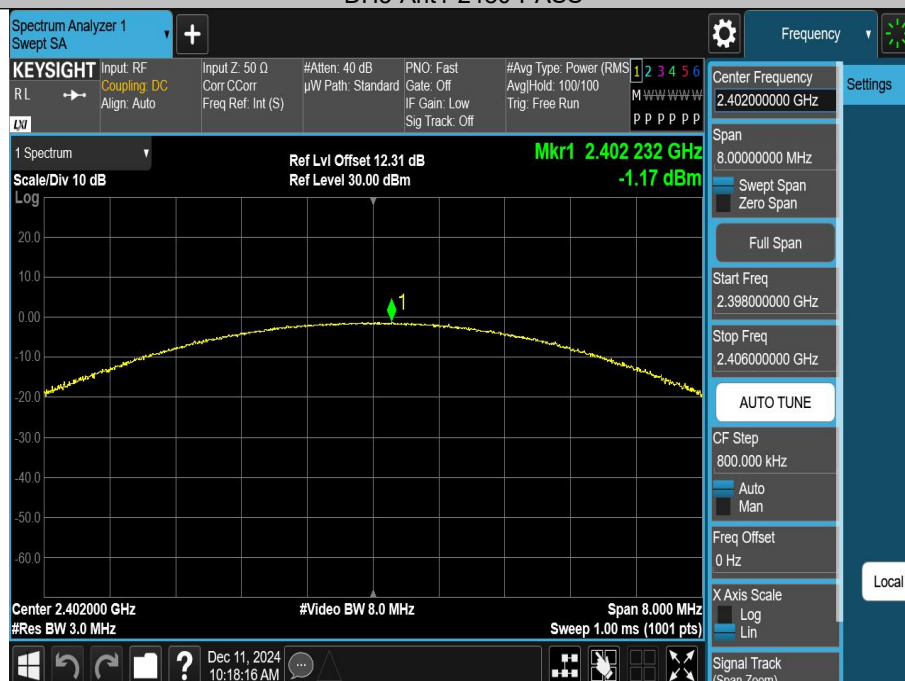 Spectrum Analyzer 1
Swept SA
+
Frequency
KEYSIGHT
RL
LXI
Input: RF
Coupling: DC
Align: Auto
Input Z: 50 Ω
Corr CCorr
Freq Ref: Int (S)
#Atten: 40 dB
µW Path: Standard
PNO: Fast
Gate: Off
IF Gain: Low
Sig Track: Off
#Avg Type: Power (RMS
Avg|Hold: 100/100
Trig: Free Run
1 2 3 4 5 6
M W W W W W
P P P P P P
1 Spectrum
Scale/Div 10 dB
Log
Ref Lvl Offset 12.31 dB
Ref Level 30.00 dBm
Mkr1 2.402 232 GHz
-1.17 dBm
20.0
10.0
0.00
-10.0
-20.0
-30.0
-40.0
-50.0
-60.0
1
Center 2.402000 GHz
#Res BW 3.0 MHz
#Video BW 8.0 MHz
Span 8.000 MHz
Sweep 1.00 ms (1001 pts)
?
Dec 11, 2024
10:18:16 AM
Center Frequency
2.402000000 GHz
Span
8.00000000 MHz
Swept Span
Zero Span
Full Span
Start Freq
2.398000000 GHz
Stop Freq
2.406000000 GHz
AUTO TUNE
CF Step
800.000 kHz
Auto
Man
Freq Offset
0 Hz
X Axis Scale
Log
Lin
Signal Track
(Span Zoom)
Settings
Local